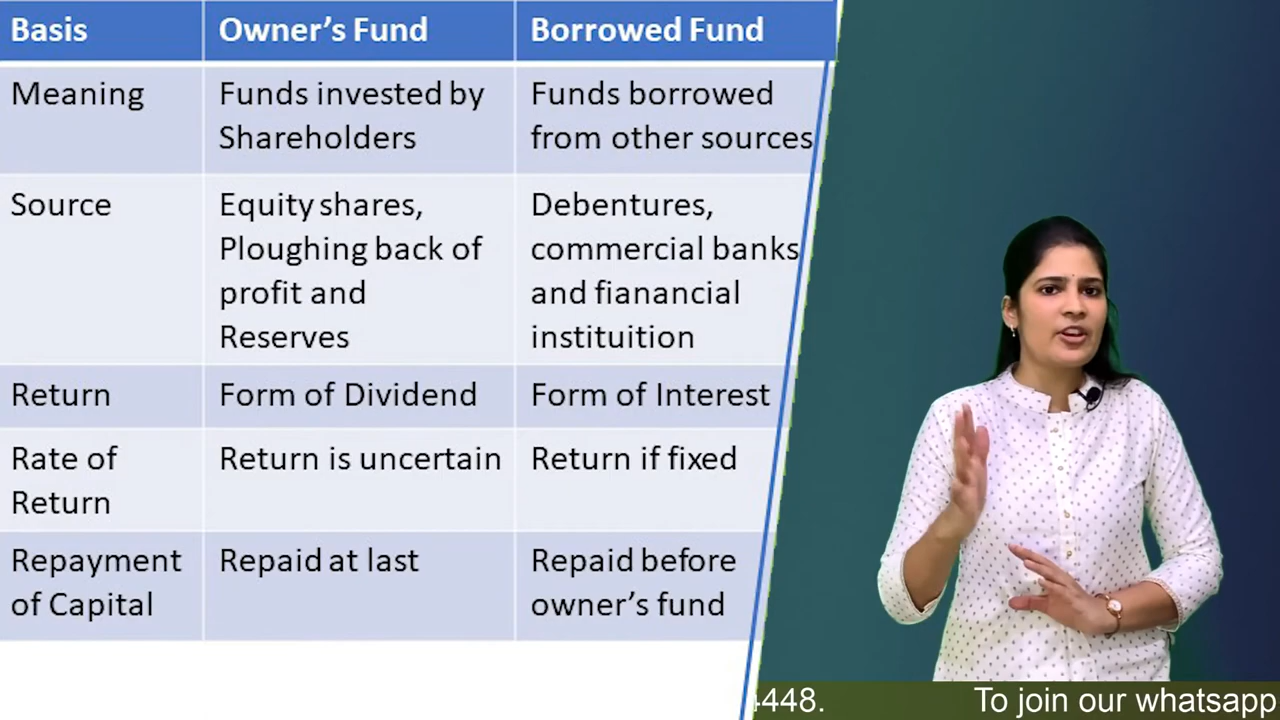 Basis
Owner's Fund
Borrowed Fund
Meaning
Funds invested by
Shareholders
Funds borrowed
from other sources
Source
Equity shares,
Ploughing back of
profit and
Reserves
Debentures,
commercial banks
and fianancial
instituition
Return
Form of Dividend
Form of Interest
Rate of
Return
Return is uncertain
Return if fixed
Repayment
of Capital
Repaid at last
Repaid before
owner's fund
4448. To join our whatsapp